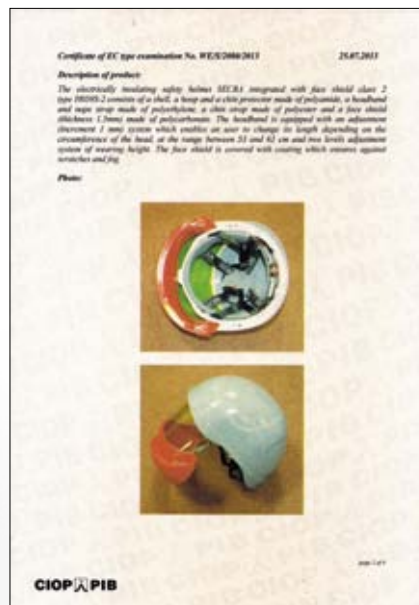 Certificate of EC type examination No. WE/S/2004/2013 25.07.2013
Description of product:
The electrically insulating safety helmet SECRA integrated with face shield class 2
consists of a shell, a hoop and a chin protector made of polyamide, a headband
and nape strap made of polyethylene, a chin strap made of polyester and a face shield
(thickness 1,5mm) made of polycarbonate. The headband is equipped with an adjustment
(increment 1 mm) system which enables an user to change its length depending on the
circumference of the head, at the range between 53 and 62 cm and two levels adjustment
system of wearing height. The face shield is covered with coating which ensures against
scratches and fog.
Photo:
CIOP PIB